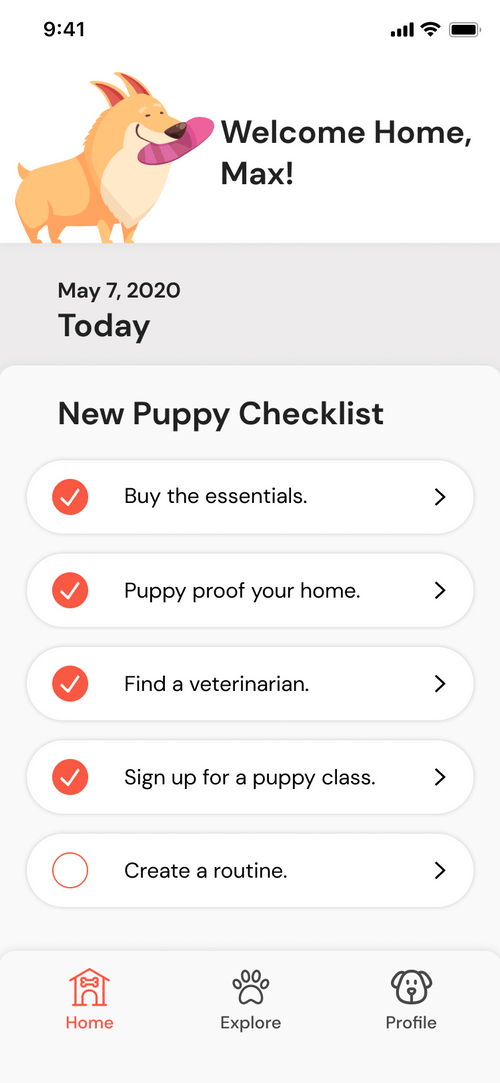 9:41
Welcome Home,
Max!
May 7, 2020
Today
New Puppy Checklist
Buy the essentials.
Puppy proof your home.
Find a veterinarian.
Sign up for a puppy class.
Create a routine.
Home
Explore
Profile